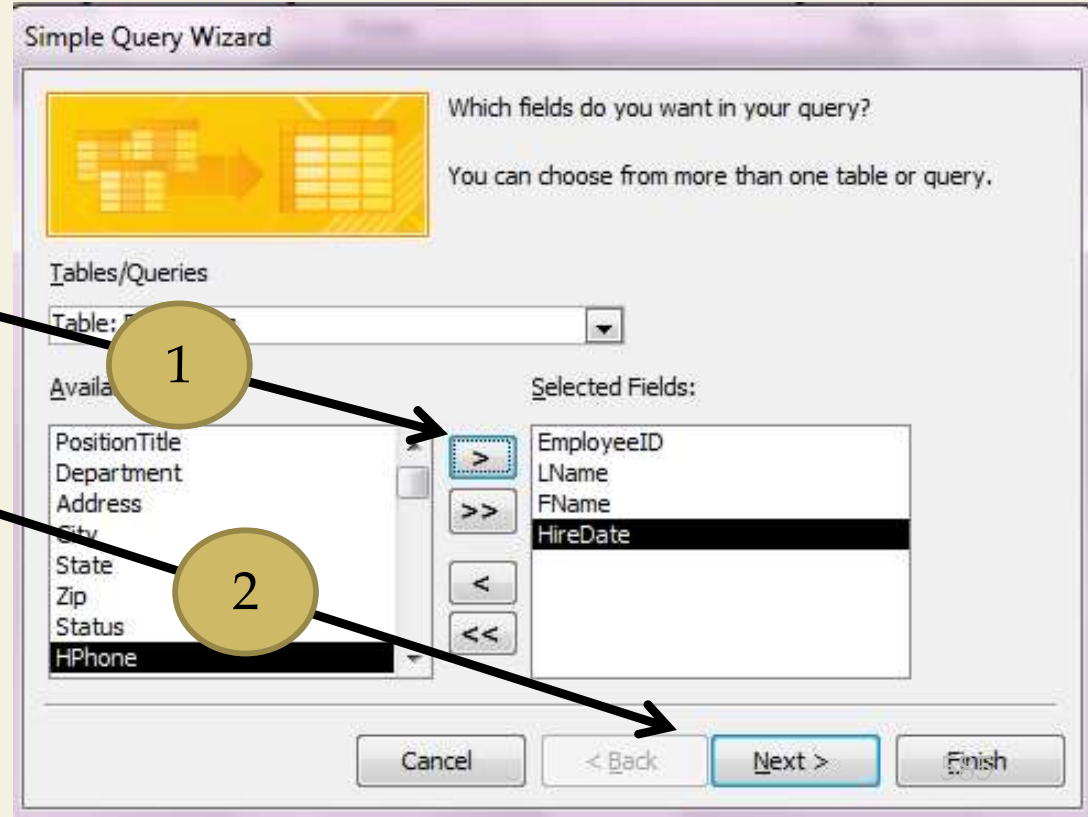 Simple Query Wizard
Which fields do you want in your query?
You can choose from more than one table or query.
Tables/Queries
Table:
1
Selected Fields:
PositionTitle
Department
Address
City
State
Zip
Status
HPhone
>
>>
<
<<
EmployeeID
LName
FName
HireDate
2
Cancel
< Back
Next >
Finish